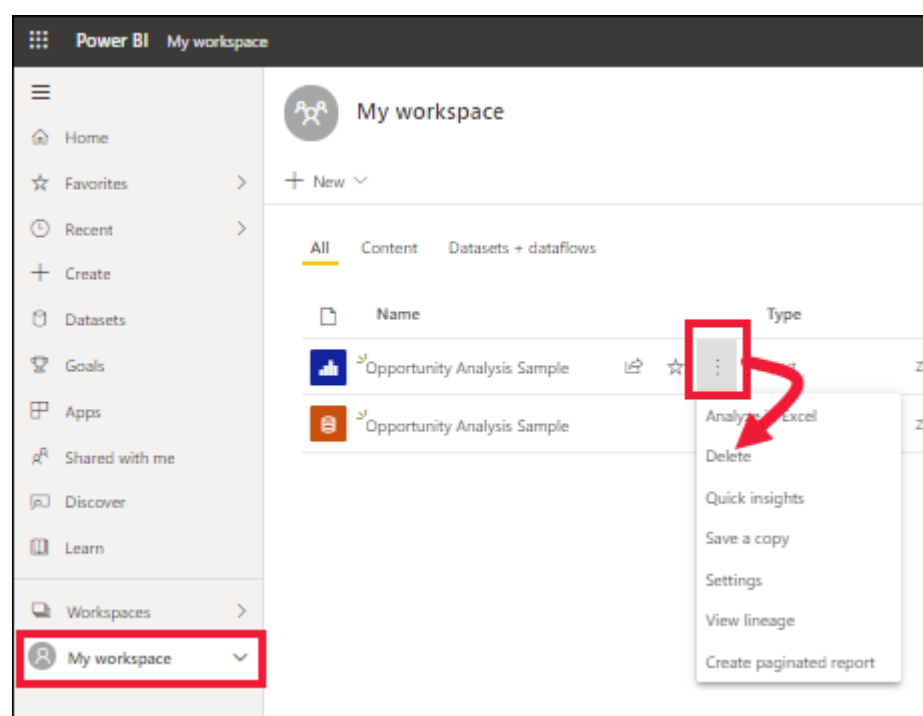 Power BI My workspace
My workspace
Home
Favorites
New
Recent
All Content Datasets + dataflows
Create
Name Type
Datasets
Goals
Opportunity Analysis Sample
Apps
Analyze Excel
Opportunity Analysis Sample
Shared with me
Delete
Discover
Quick insights
Learn
Save a copy
Settings
Workspaces
View lineage
My workspace
Create paginated report